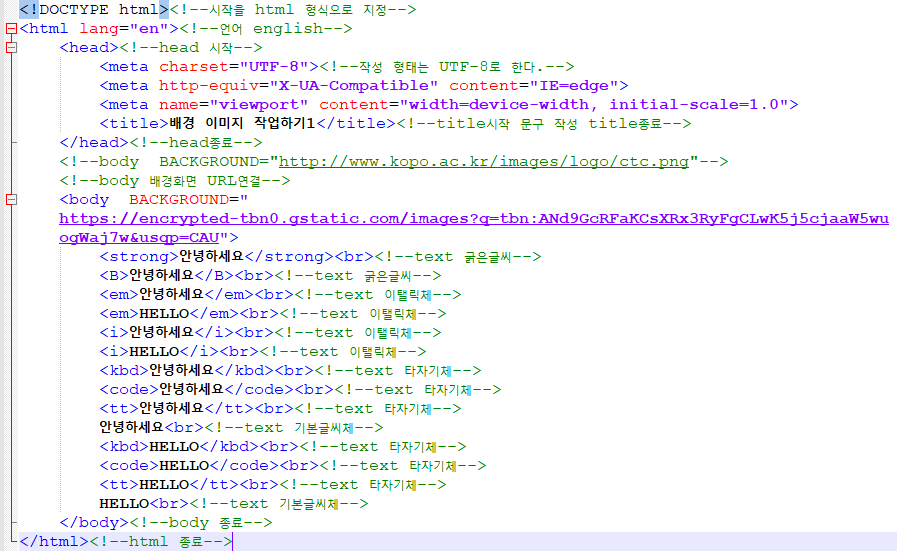 <!DOCTYPE html><!--시작을 html 형식으로 지정-->
<html lang="en"><!--언어 english-->
<head><!--head 시작-->
<meta charset="UTF-8"><!--작성 형태는 UTF-8로 한다.-->
<meta http-equiv="X-UA-Compatible" content="IE=edge">
<meta name="viewport" content="width=device-width, initial-scale=1.0">
<title>배경 이미지 작업하기1</title><!--title시작 문구 작성 title종료-->
</head><!--head종료-->
<!--body  BACKGROUND="http://www.kopo.ac.kr/images/logo/ctc.png"-->
<!--body 배경화면 URL연결-->
<body  BACKGROUND="
https://encrypted-tbn0.gstatic.com/images?q=tbn:ANd9GcRFaKCsXRx3RyFgCLwK5j5cjaaW5wu
ogWaj7w&usqp=CAU">
<strong>안녕하세요</strong><br><!--text 굵은글씨-->
<B>안녕하세요</B><br><!--text 굵은글씨-->
<em>안녕하세요</em><br><!--text 이탤릭체-->
<em>HELLO</em><br><!--text 이탤릭체-->
<i>안녕하세요</i><br><!--text 이탤릭체-->
<i>HELLO</i><br><!--text 이탤릭체-->
<kbd>안녕하세요</kbd><br><!--text 타자기체-->
<code>안녕하세요</code><br><!--text 타자기체-->
<tt>안녕하세요</tt><br><!--text 타자기체-->
안녕하세요<br><!--text 기본글씨체-->
<kbd>HELLO</kbd><br><!--text 타자기체-->
<code>HELLO</code><br><!--text 타자기체-->
<tt>HELLO</tt><br><!--text 타자기체-->
HELLO<br><!--text 기본글씨체-->
</body><!--body 종료-->
</html><!--html 종료-->